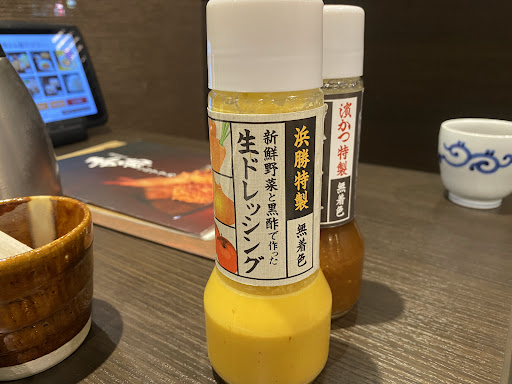 浜勝特製
無着色
新鮮野菜と黒酢で作った
生ドレッシング
濵かつ特製
無着色